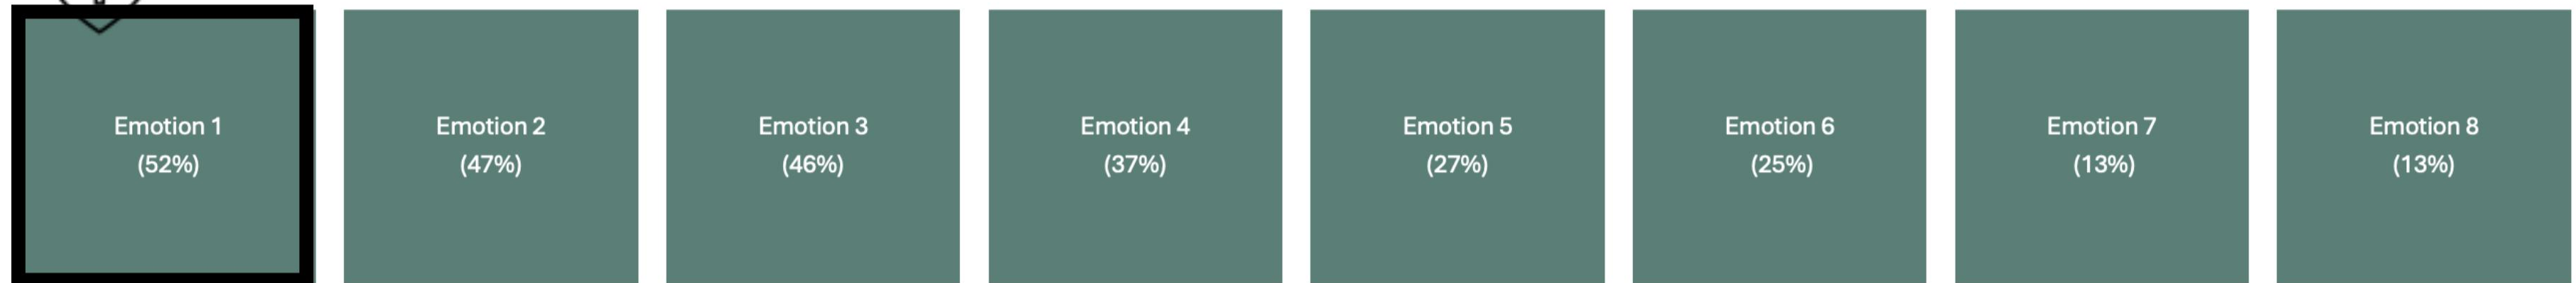 Emotion 1
(52%)
Emotion 2
(47%)
Emotion 3
(46%)
Emotion 4
(37%)
Emotion 5
(27%)
Emotion 6
(25%)
Emotion 7
(13%)
Emotion 8
(13%)